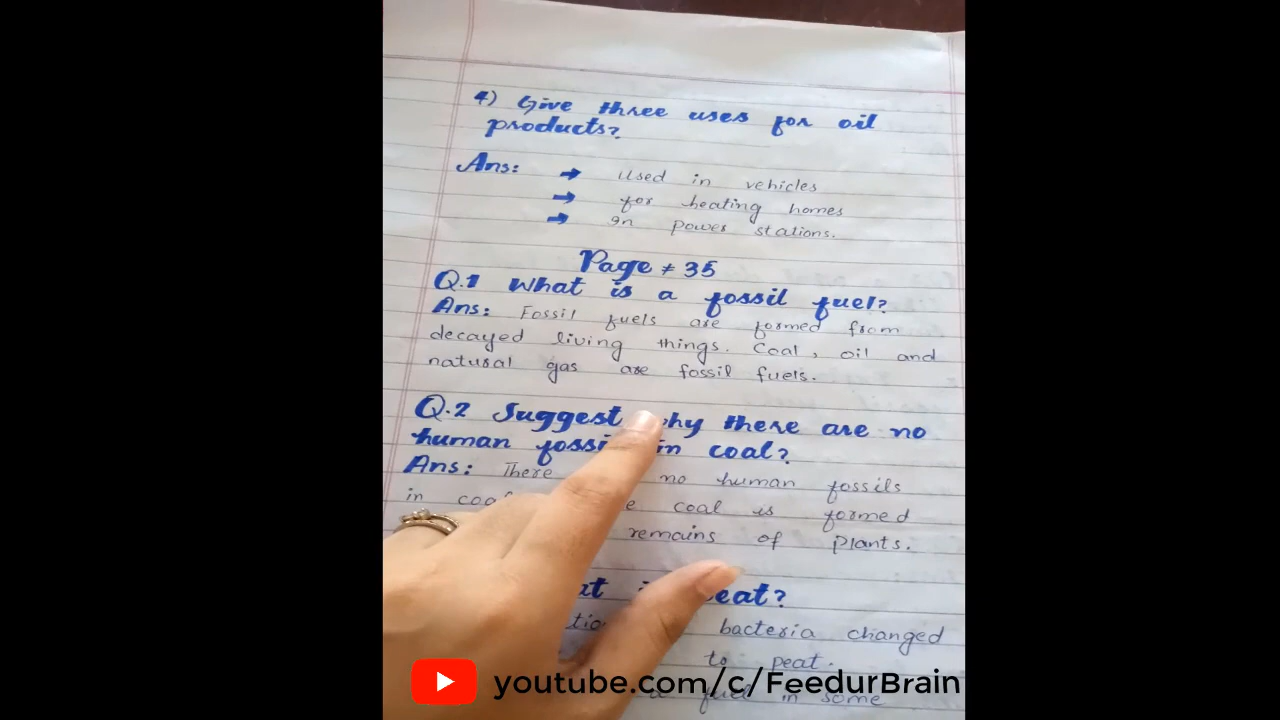 4) Give three uses for oil
products?
Ans: → used in vehicles
→ for heating homes
→ In power stations.
Page # 35
Q.1 What is a fossil fuel?
Ans: Fossil fuels are formed from
decayed living things. Coal, oil and
natural gas are fossil fuels.
Q.2 Suggest why there are no
human in coal?
Ans: There no human fossils
in coal is formed
remains of plants.
bacteria changed
to peat.
fuel in some
youtube.com/c/FeedurBrain